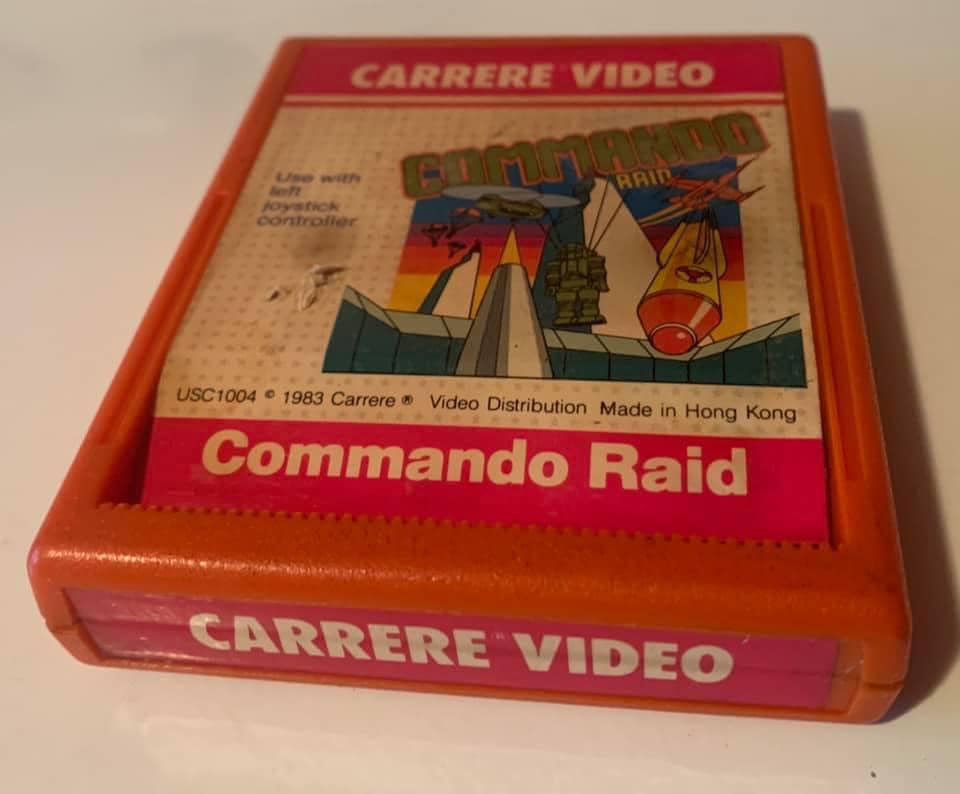 CARRERE VIDEO
COMMANDO
RAID
Use with
left
joystick
controller
USC1004 © 1983 Carrere ® Video Distribution Made in Hong Kong
Commando Raid
CARRERE VIDEO